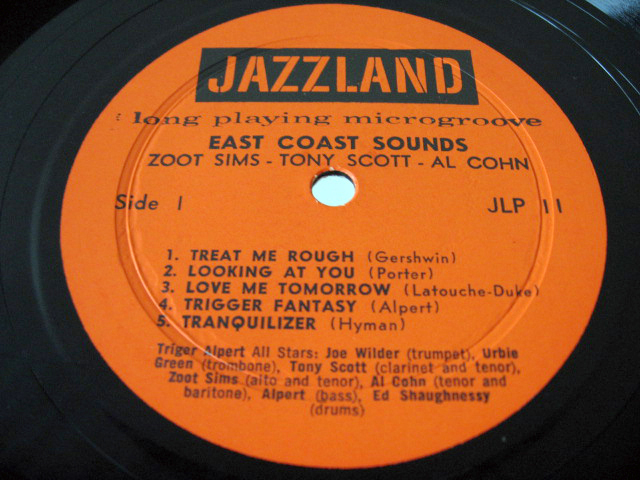 JAZZLAND
long playing microgroove
EAST COAST SOUNDS
ZOOT SIMS - TONY SCOTT - AL COHN
Side 1
JLP 11
1. TREAT ME ROUGH (Gershwin)
2. LOOKING AT YOU (Porter)
3. LOVE ME TOMORROW (Latouche-Duke)
4. TRIGGER FANTASY (Alpert)
5. TRANQUILIZER (Hyman)
Triger Alpert All Stars: Joe Wilder (trumpet), Urbie
Green (trombone), Tony Scott (clarinet and tenor),
Zoot Sims (alto and tenor), Al Cohn (tenor and
baritone), Alpert (bass), Ed Shaughnessy
(drums)